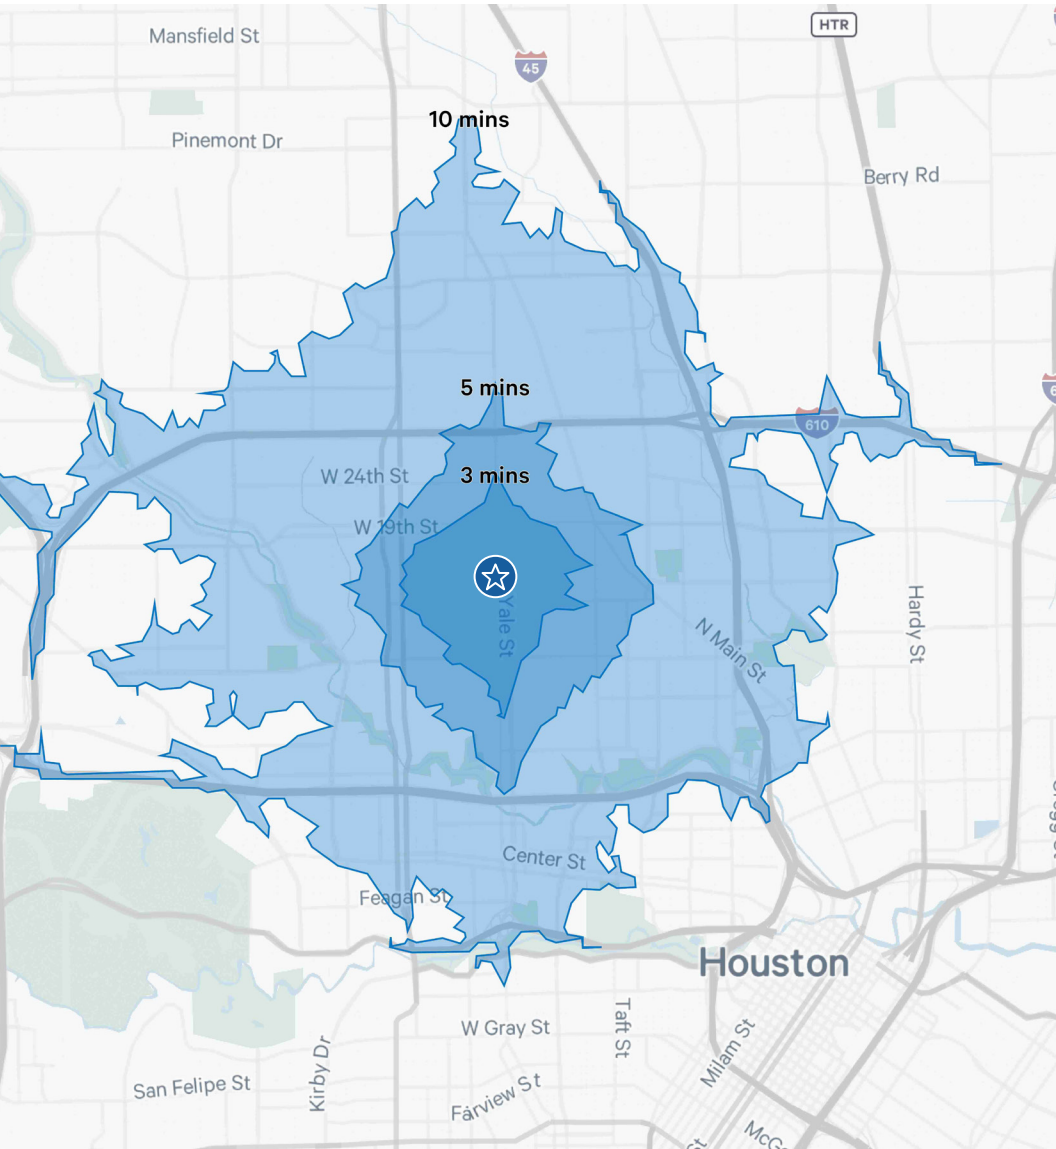 HTR
Mansfield St
45
10 mins
Pinemont Dr
Berry Rd
5 mins
610
W 24th St
3 mins
W 19th St
Yale St
Hardy St
N Main St
Center St
Feagan St
Houston
W Gray St
Taft St
Milam St
Kirby Dr
San Felipe St
Fairview St